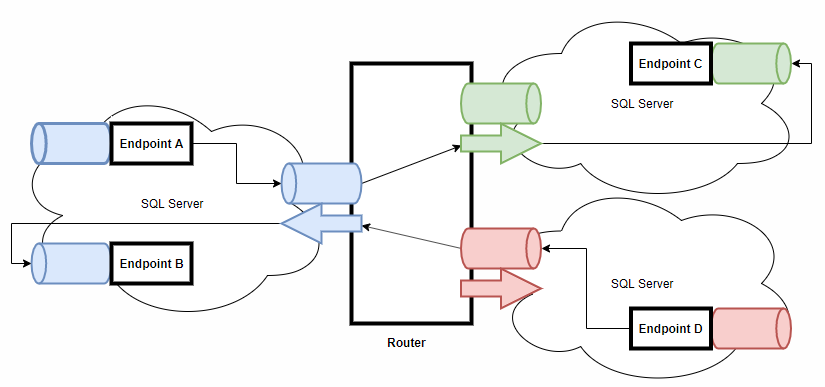 Endpoint C
SQL Server
Endpoint A
SQL Server
Endpoint B
SQL Server
Endpoint D
Router